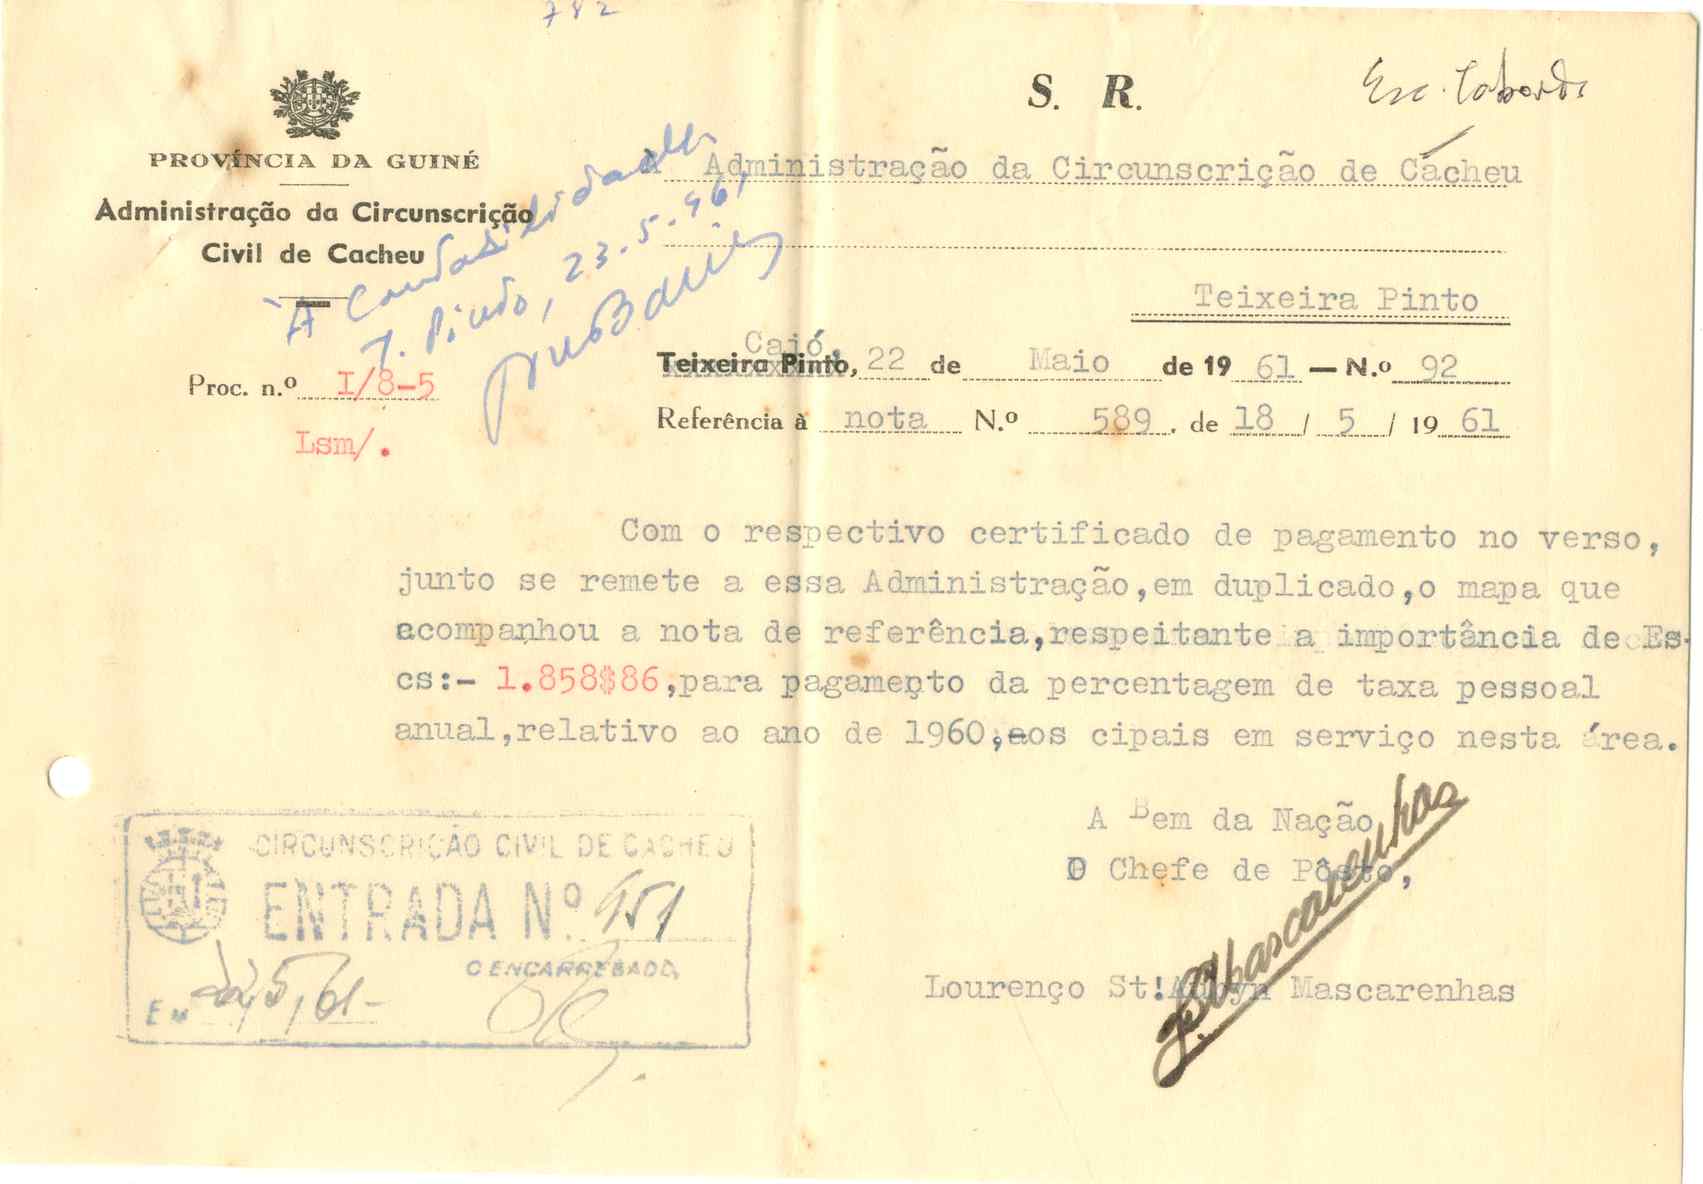 782
S. R.
PROVÍNCIA DA GUINÉ
Administração da Circunscrição
Civil de Cacheu
À Administração da Circunscrição de Cacheu
Teixeira Pinto
À Contabilidade
T. Pinto, 23.5.961
Proc. n.º I/8-5
Lsm/.
Caió,
Teixeira Pinto, 22 de Maio de 19 61 — N.º 92
Referência à nota N.º 589. de 18 / 5 / 19 61
Com o respectivo certificado de pagamento no verso,
junto se remete a essa Administração,em duplicado,o mapa que
acompanhou a nota de referência,respeitante a importância de Es-
cs:- 1.858$86,para pagamento da percentagem de taxa pessoal
anual,relativo ao ano de 1960,aos cipais em serviço nesta área.
A Bem da Nação
O Chefe de Pôsto,
Mascarenhas
Lourenço St!Aubyn Mascarenhas
CIRCUNSCRIÇÃO CIVIL DE CACHEU
ENTRADA N.º 951
O ENCARREGADO,
Em 22/5/61-